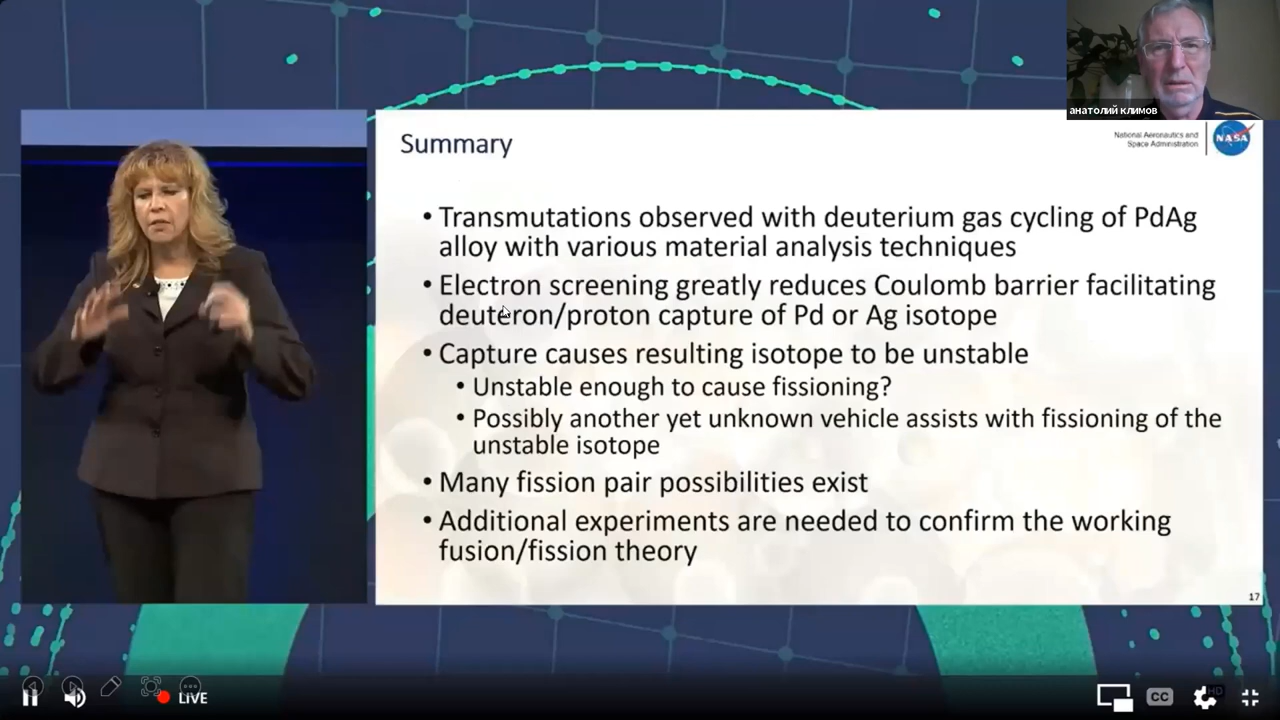 анатолий климов
Summary
National Aeronautics and
Space Administration
NASA
• Transmutations observed with deuterium gas cycling of PdAg
alloy with various material analysis techniques
• Electron screening greatly reduces Coulomb barrier facilitating
deuteron/proton capture of Pd or Ag isotope
• Capture causes resulting isotope to be unstable
• Unstable enough to cause fissioning?
• Possibly another yet unknown vehicle assists with fissioning of the
unstable isotope
• Many fission pair possibilities exist
• Additional experiments are needed to confirm the working
fusion/fission theory
17
LIVE
CC
HD